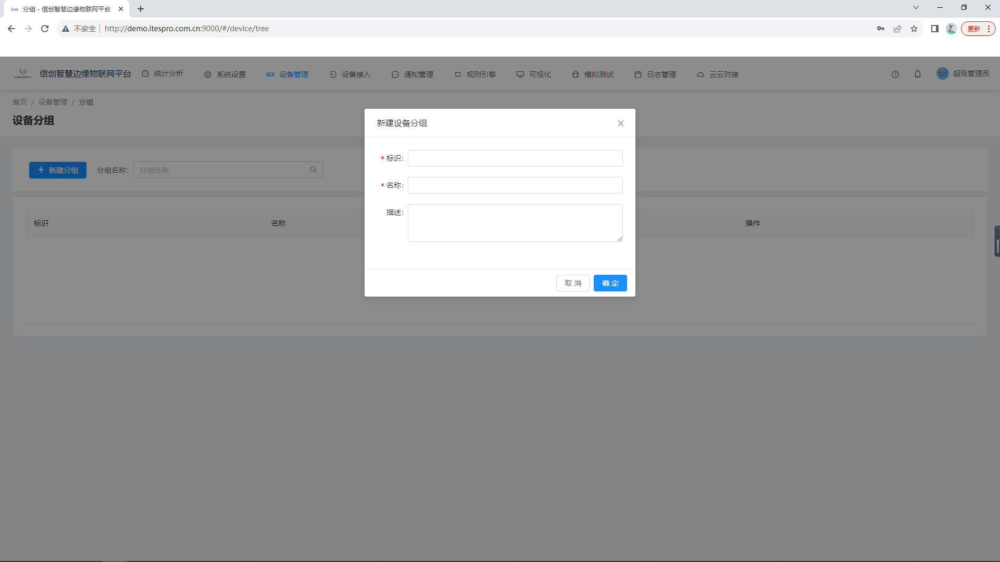 分组 - 信创智慧边缘物联网平台
不安全 http://demo.itespro.com.cn:9000/#/device/tree
更新
信创智慧边缘物联网平台 统计分析 系统设置 设备管理 设备接入 通知管理 规则引擎 可视化 模拟测试 日志管理 云云对接 超级管理员
首页 / 设备管理 / 分组
设备分组
新建分组 分组名称: 分组名称
标识 名称 操作
新建设备分组
* 标识:
* 名称:
描述:
取 消 确 定